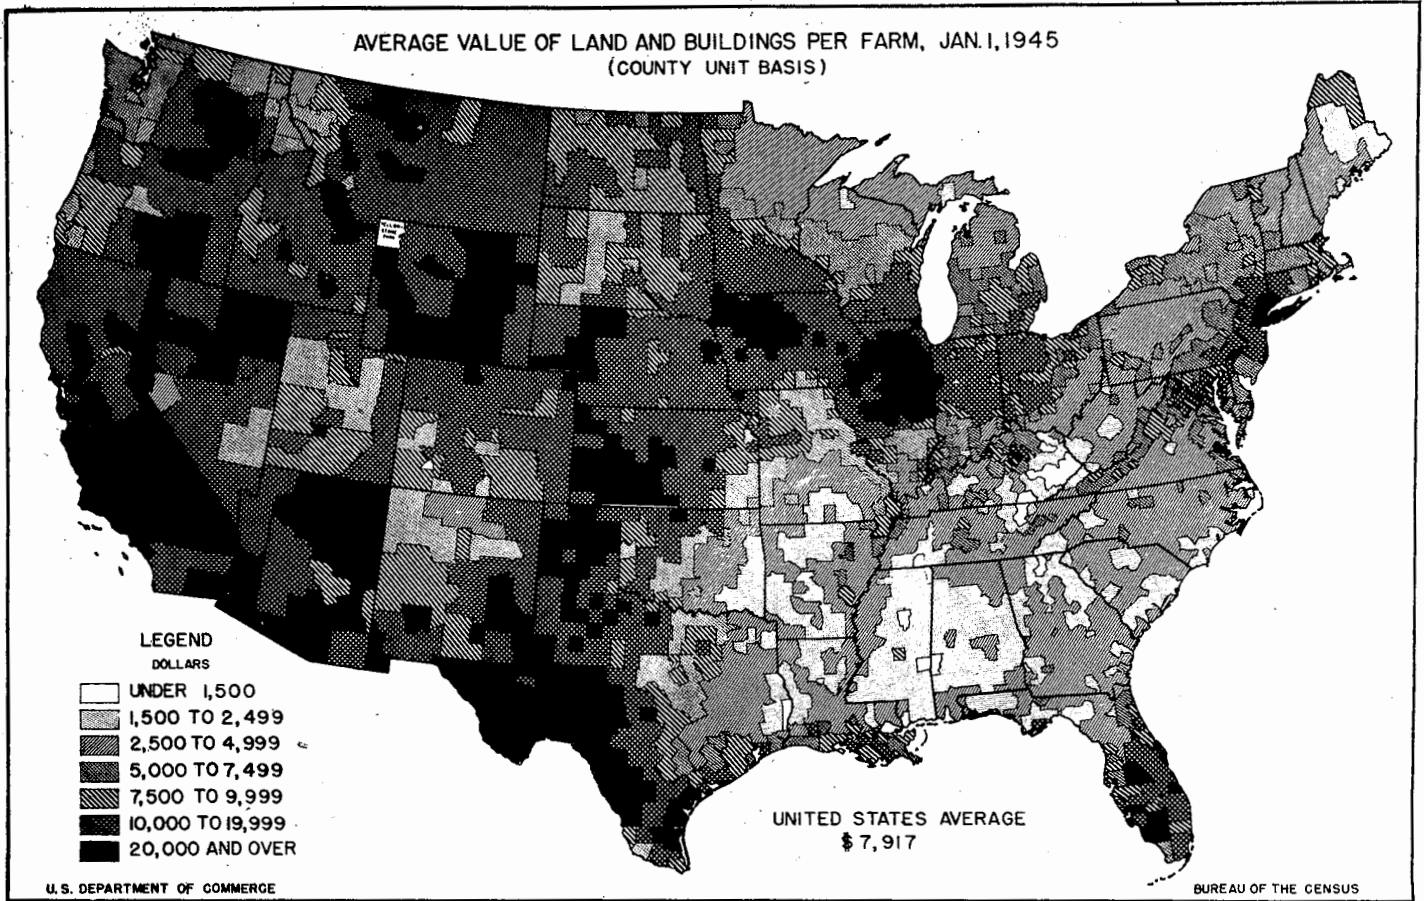 AVERAGE VALUE OF LAND AND BUILDINGS PER FARM, JAN. 1, 1945
(COUNTY UNIT BASIS)
LEGEND
DOLLARS
UNDER 1,500
1,500 TO 2,499
2,500 TO 4,999
5,000 TO 7,499
7,500 TO 9,999
10,000 TO 19,999
20,000 AND OVER
UNITED STATES AVERAGE
$7,917
U. S. DEPARTMENT OF COMMERCE
BUREAU OF THE CENSUS